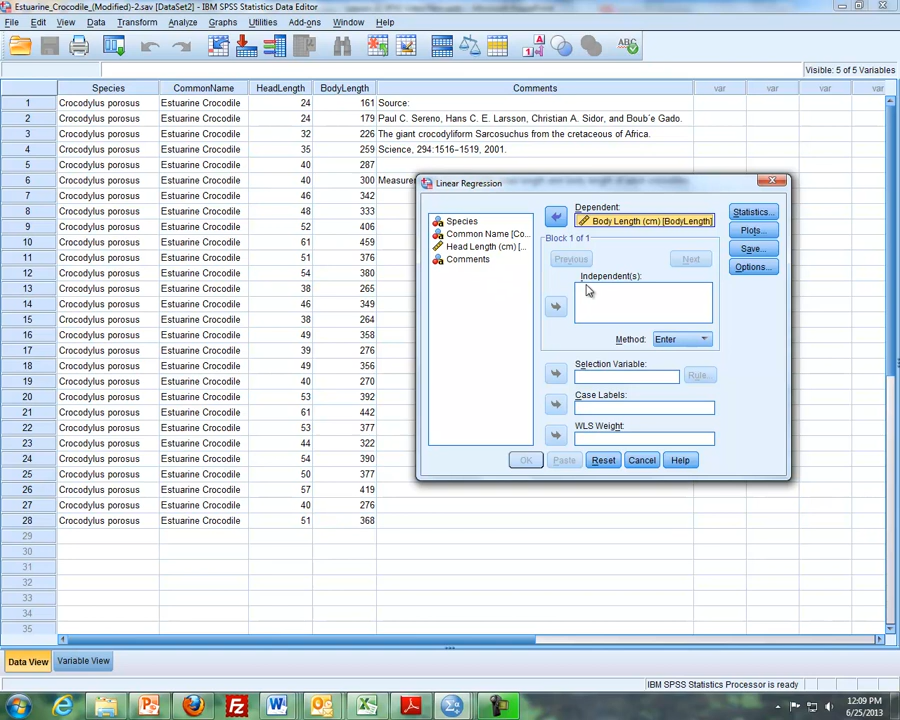 Estuarine_Crocodile_(Modified)-2.sav [DataSet2] - IBM SPSS Statistics Data Editor
File Edit View Data Transform Analyze Graphs Utilities Add-ons Window Help
Visible: 5 of 5 Variables
Species CommonName HeadLength BodyLength Comments var var var
1 Crocodylus porosus Estuarine Crocodile 24 161 Source:
2 Crocodylus porosus Estuarine Crocodile 24 179 Paul C. Sereno, Hans C. E. Larsson, Christian A. Sidor, and Boub´e Gado.
3 Crocodylus porosus Estuarine Crocodile 32 226 The giant crocodyliform Sarcosuchus from the cretaceous of Africa.
4 Crocodylus porosus Estuarine Crocodile 35 259 Science, 294:1516–1519, 2001.
5 Crocodylus porosus Estuarine Crocodile 40 287
6 Crocodylus porosus Estuarine Crocodile 40 300
7 Crocodylus porosus Estuarine Crocodile 46 342
8 Crocodylus porosus Estuarine Crocodile 48 333
9 Crocodylus porosus Estuarine Crocodile 52 406
10 Crocodylus porosus Estuarine Crocodile 61 459
11 Crocodylus porosus Estuarine Crocodile 51 376
12 Crocodylus porosus Estuarine Crocodile 54 380
13 Crocodylus porosus Estuarine Crocodile 38 265
14 Crocodylus porosus Estuarine Crocodile 46 349
15 Crocodylus porosus Estuarine Crocodile 38 264
16 Crocodylus porosus Estuarine Crocodile 49 358
17 Crocodylus porosus Estuarine Crocodile 39 276
18 Crocodylus porosus Estuarine Crocodile 49 356
19 Crocodylus porosus Estuarine Crocodile 40 270
20 Crocodylus porosus Estuarine Crocodile 53 392
21 Crocodylus porosus Estuarine Crocodile 61 442
22 Crocodylus porosus Estuarine Crocodile 53 377
23 Crocodylus porosus Estuarine Crocodile 44 322
24 Crocodylus porosus Estuarine Crocodile 54 390
25 Crocodylus porosus Estuarine Crocodile 50 377
26 Crocodylus porosus Estuarine Crocodile 57 419
27 Crocodylus porosus Estuarine Crocodile 40 276
28 Crocodylus porosus Estuarine Crocodile 51 368
29
30
31
32
33
34
35
Linear Regression
Species
Common Name [Co...
Head Length (cm) [...
Comments
Dependent:
Body Length (cm) [BodyLength]
Block 1 of 1
Previous Next
Independent(s):
Method: Enter
Selection Variable:
Rule...
Case Labels:
WLS Weight:
OK Paste Reset Cancel Help
Statistics...
Plots...
Save...
Options...
Data View Variable View
IBM SPSS Statistics Processor is ready
12:09 PM
6/25/2013